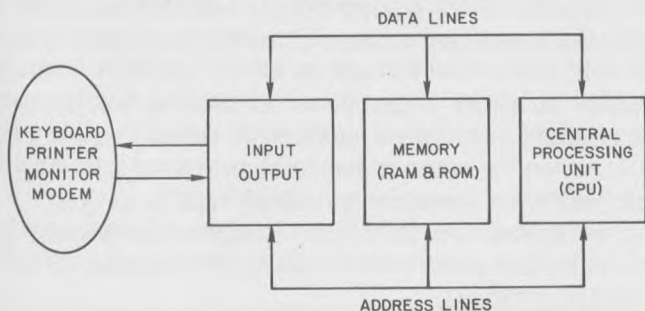 DATA LINES
KEYBOARD
PRINTER
MONITOR
MODEM
INPUT
OUTPUT
MEMORY
(RAM & ROM)
CENTRAL
PROCESSING
UNIT
(CPU)
ADDRESS LINES